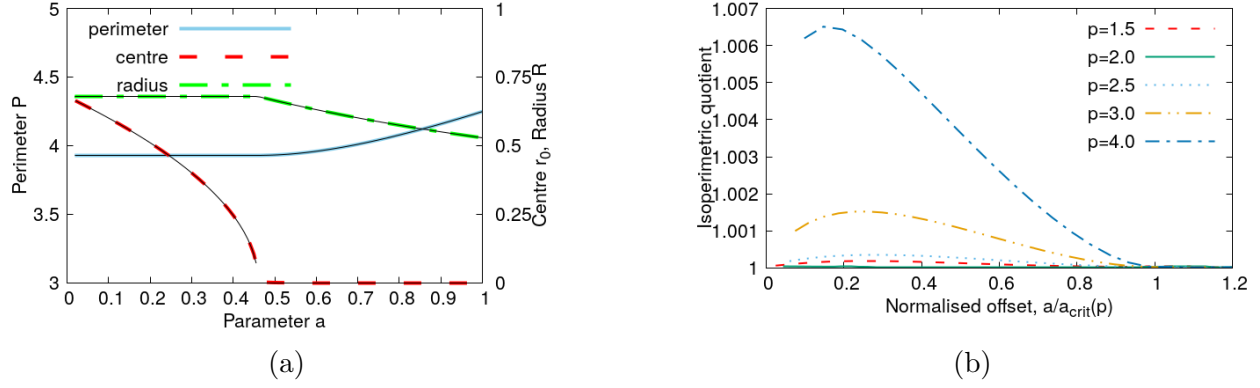 5
4.5
4
3.5
3
Perimeter P
perimeter
centre
radius
1
0.75
0.5
0.25
0
Centre r0, Radius R
0 0.1 0.2 0.3 0.4 0.5 0.6 0.7 0.8 0.9 1
Parameter a
(a)
1.007
1.006
1.005
1.004
1.003
1.002
1.001
1
Isoperimetric quotient
p=1.5
p=2.0
p=2.5
p=3.0
p=4.0
0 0.2 0.4 0.6 0.8 1 1.2
Normalised offset, a/acrit(p)
(b)